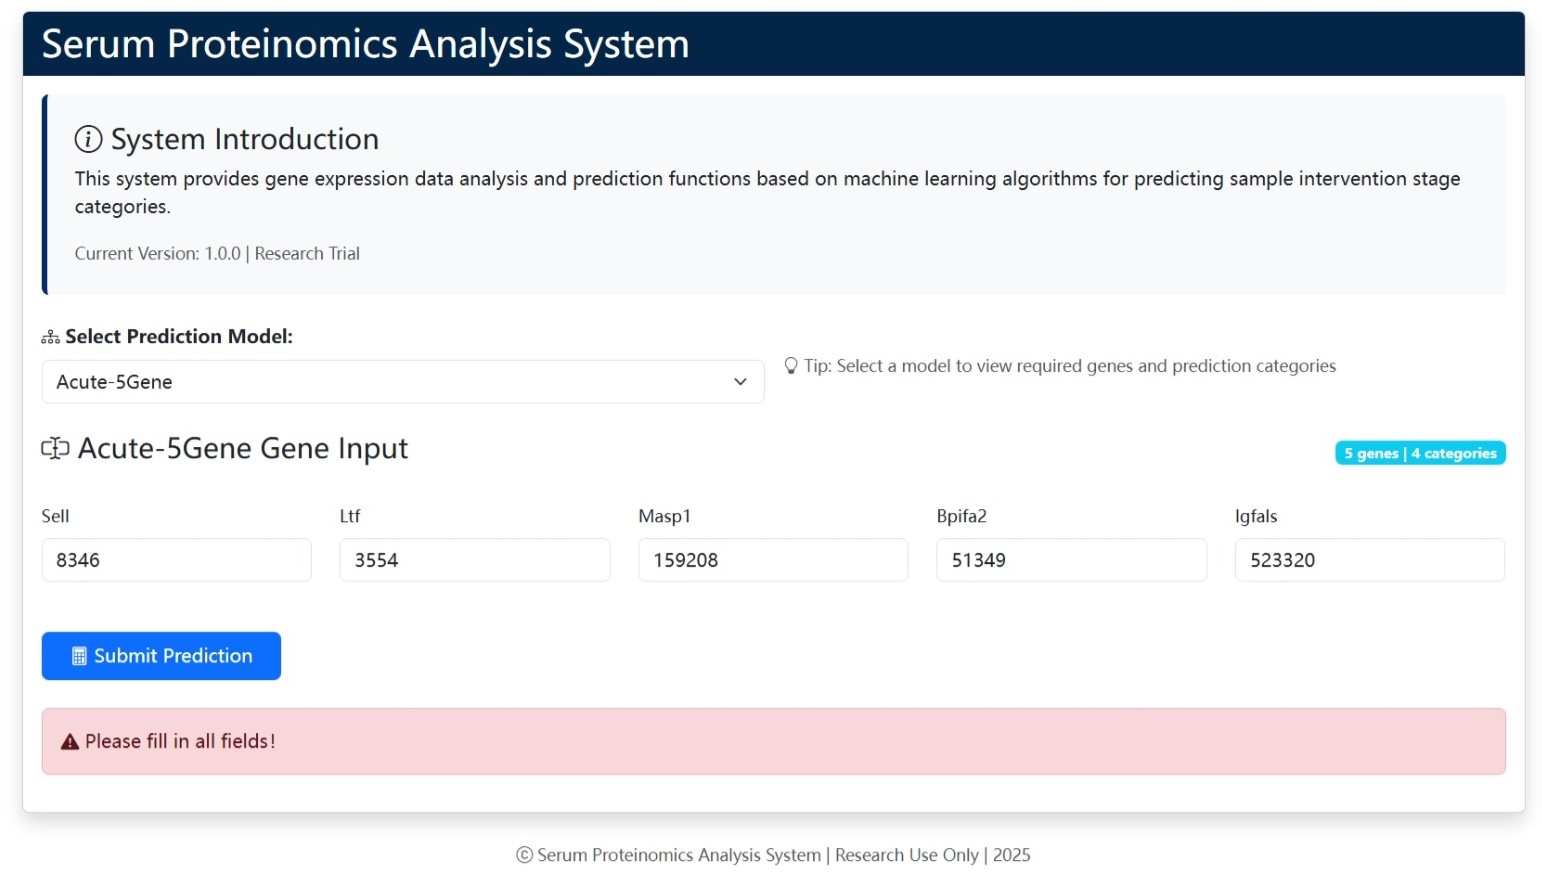 Serum Proteinomics Analysis System
System Introduction
This system provides gene expression data analysis and prediction functions based on machine learning algorithms for predicting sample intervention stage
categories.
Current Version: 1.0.0 | Research Trial
Select Prediction Model:
Acute-5Gene
Tip: Select a model to view required genes and prediction categories
Acute-5Gene Gene Input
5 genes | 4 categories
Sell Ltf Masp1 Bpifa2 Igfals
8346 3554 159208 51349 523320
Submit Prediction
Please fill in all fields!
© Serum Proteinomics Analysis System | Research Use Only | 2025